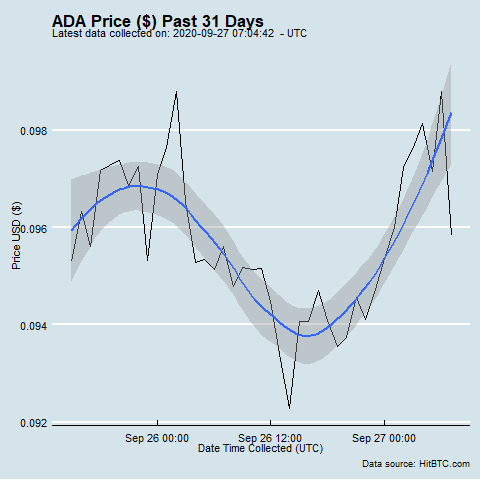 ADA Price ($) Past 31 Days
Latest data collected on: 2020-09-27 07:04:42 - UTC
0.098
0.096
0.094
0.092
Price USD ($)
Sep 26 00:00 Sep 26 12:00 Sep 27 00:00
Date Time Collected (UTC)
Data source: HitBTC.com